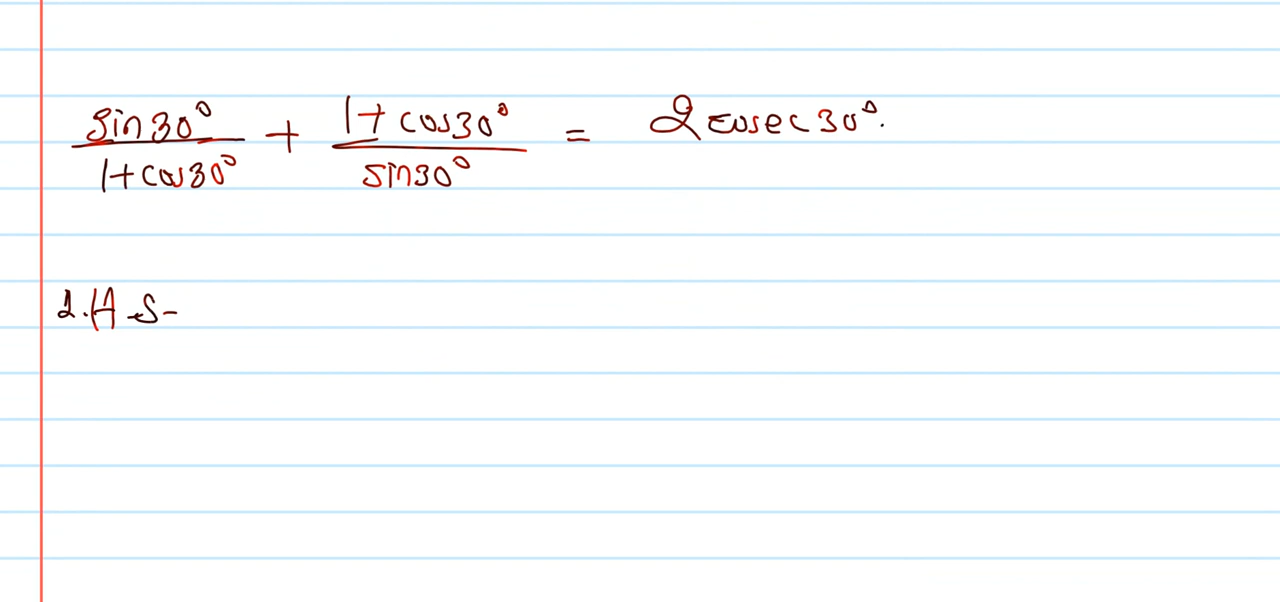 sin30° / 1+cos30° + 1+cos30° / sin30° = 2cosec30°.
L.H.S-